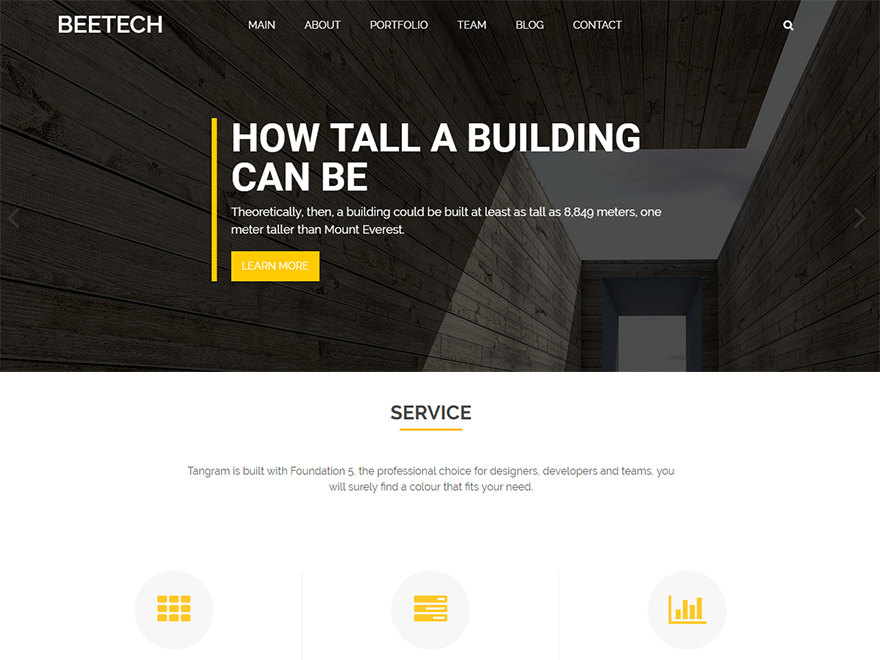 BEETECH
MAIN ABOUT PORTFOLIO TEAM BLOG CONTACT
HOW TALL A BUILDING
CAN BE
Theoretically, then, a building could be built at least as tall as 8,849 meters, one
meter taller than Mount Everest.
LEARN MORE
SERVICE
Tangram is built with Foundation 5, the professional choice for designers, developers and teams, you
will surely find a colour that fits your need.